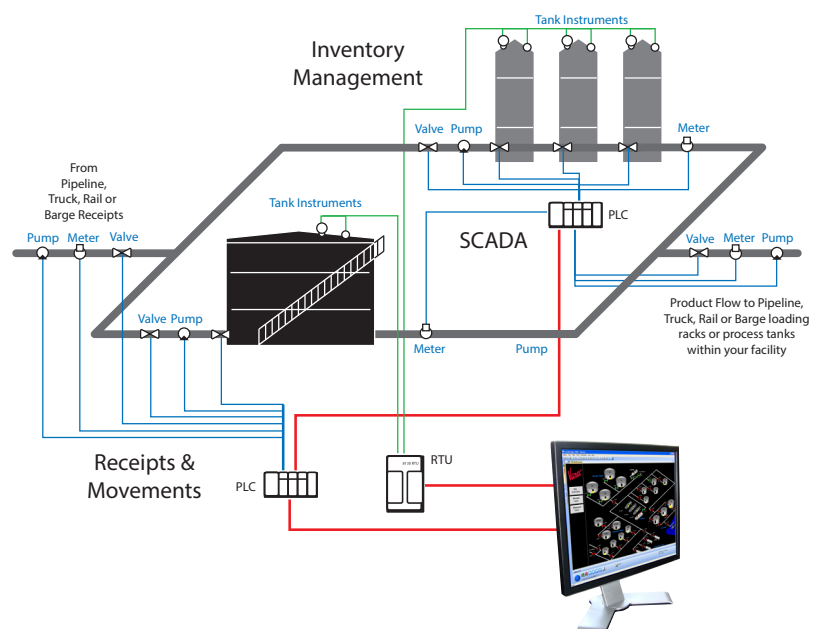 Tank Instruments
Inventory
Management
Valve
Pump
Meter
From
Pipeline,
Truck, Rail or
Barge Receipts
Tank Instruments
PLC
SCADA
Pump
Meter
Valve
Valve
Meter
Pump
Product Flow to Pipeline,
Truck, Rail or Barge loading
racks or process tanks
within your facility
Valve
Pump
Meter
Pump
Receipts &
Movements
PLC
RTU